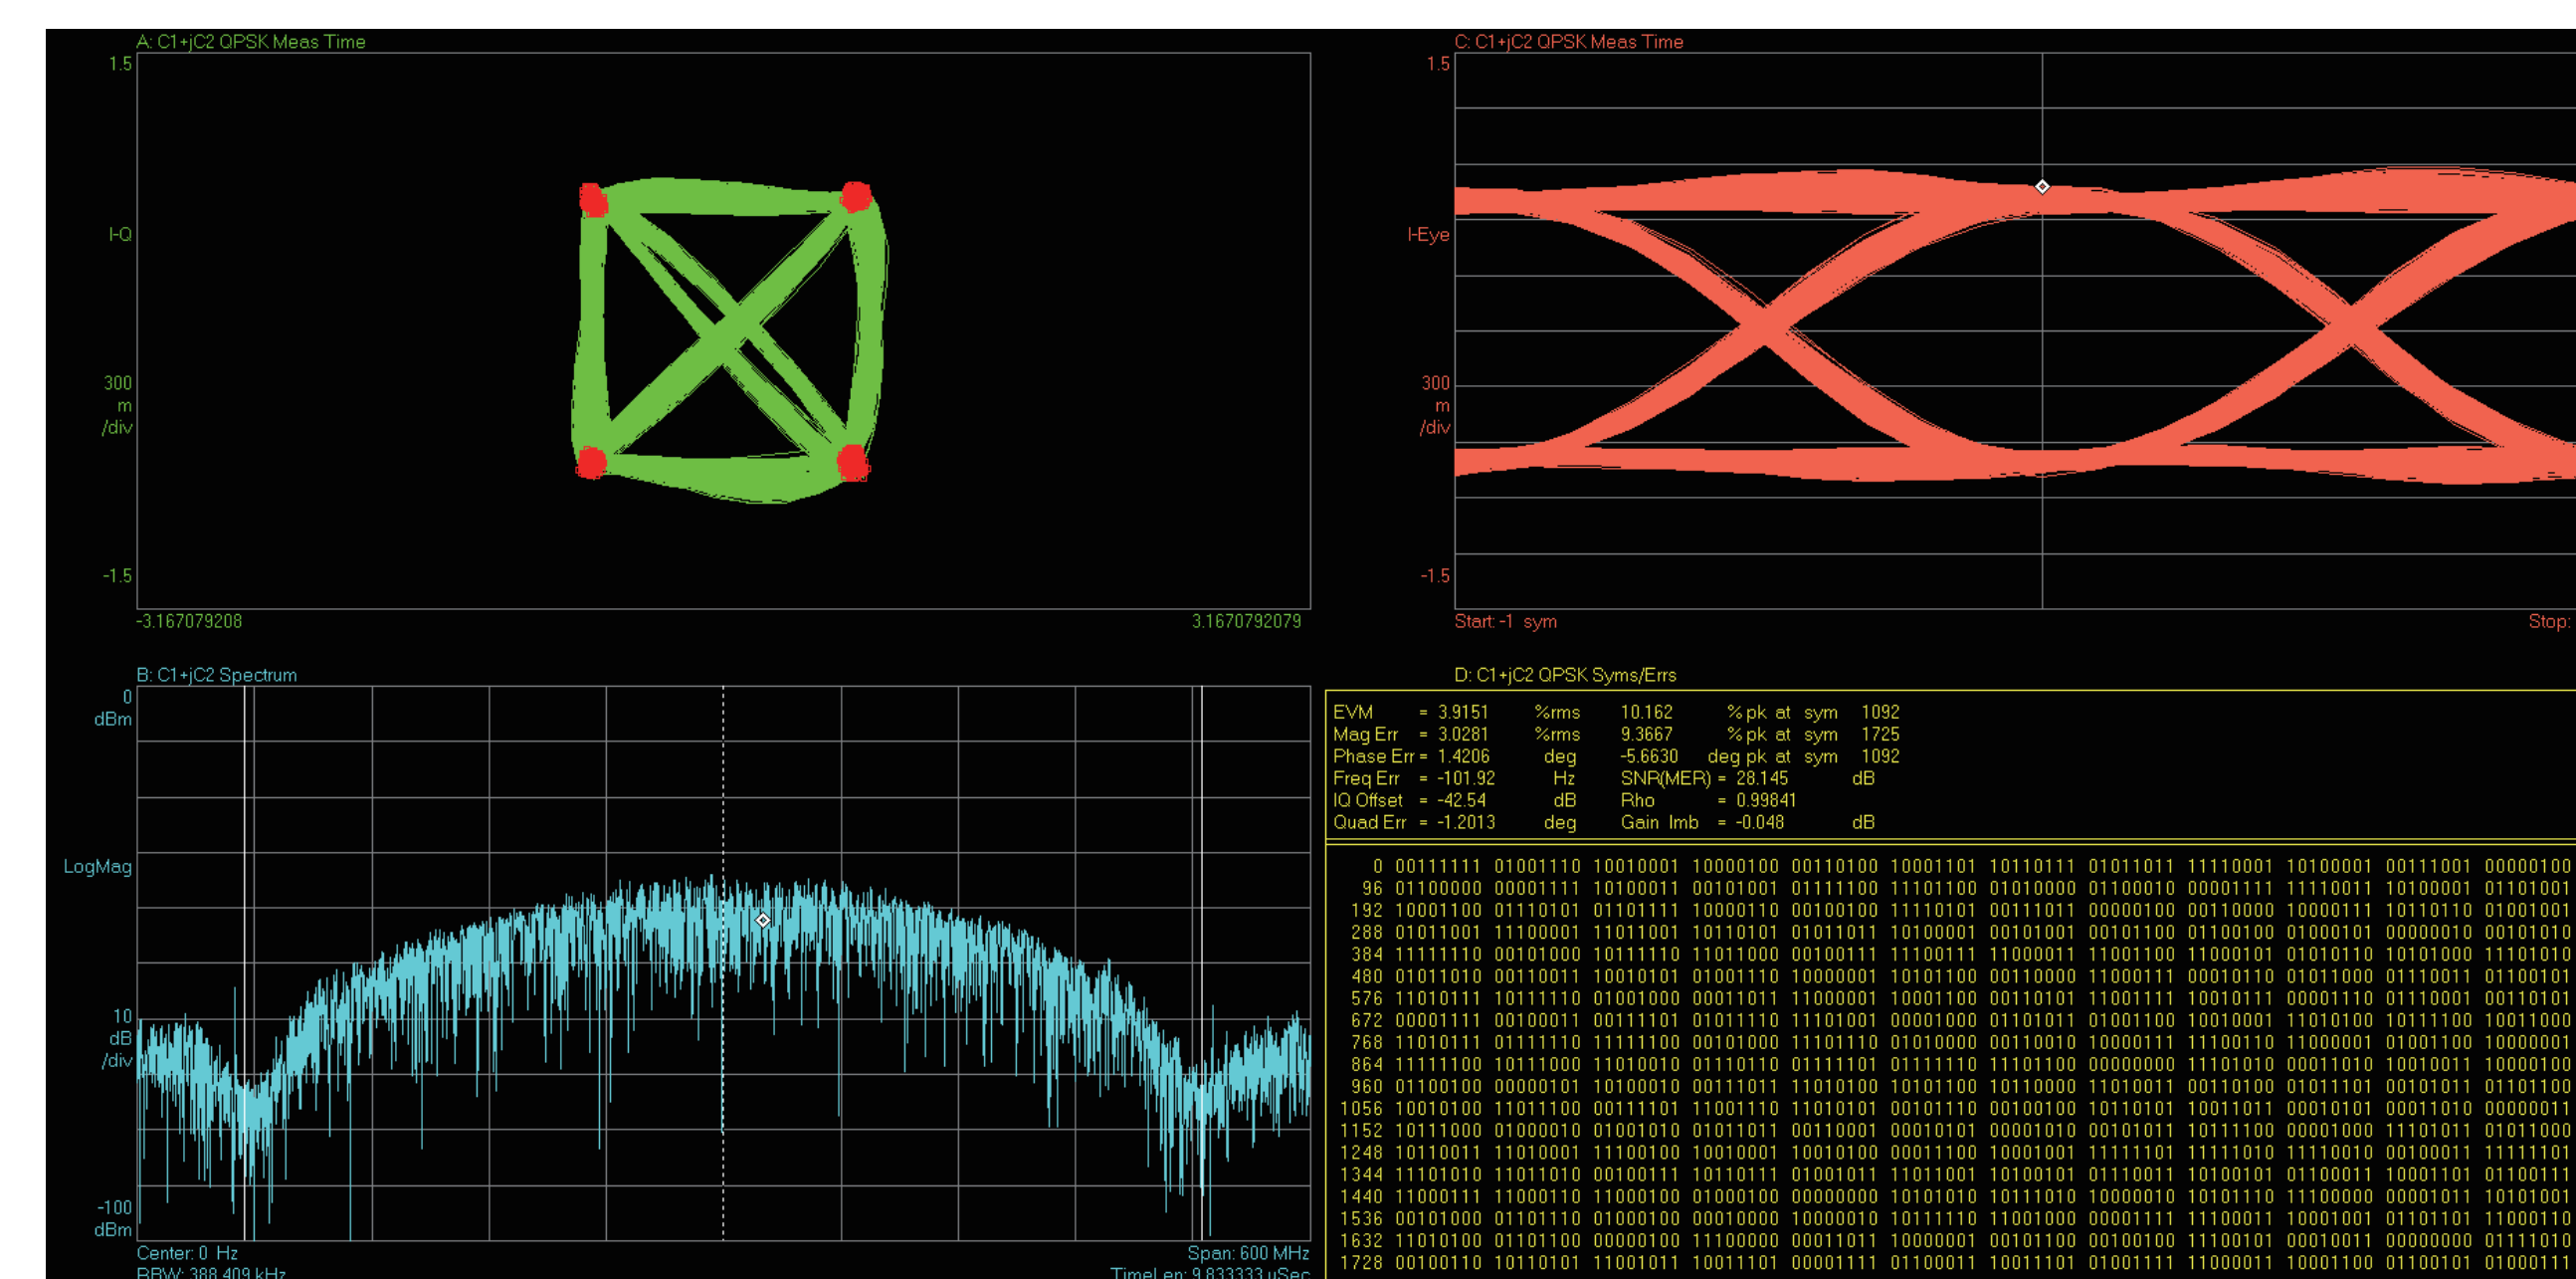 A: C1+jC2 QPSK Meas Time
1.5
I-Q
300
m
/div
-1.5
-3.167079208
3.1670792079
C: C1+jC2 QPSK Meas Time
1.5
I-Eye
300
m
/div
-1.5
Start: -1 sym
Stop:
B: C1+jC2 Spectrum
0
dBm
LogMag
10
dB
/div
-100
dBm
Center: 0 Hz
Span: 600 MHz
RBW: 388.409 kHz
TimeLen: 9.833333 uSec
D: C1+jC2 QPSK Syms/Errs
EVM = 3.9151 %rms 10.162 % pk at sym 1092
Mag Err = 3.0281 %rms 9.3667 % pk at sym 1725
Phase Err = 1.4206 deg -5.6630 deg pk at sym 1092
Freq Err = -101.92 Hz SNR(MER) = 28.145 dB
IQ Offset = -42.54 dB Rho = 0.99841
Quad Err = -1.2013 deg Gain Imb = -0.048 dB
0 00111111 01001110 10010001 10000100 00110100 10001101 10110111 01011011 11110001 10100001 00111001 00000100
96 01100000 00001111 10100011 00101001 01111100 11101100 01010000 01100010 00001111 11110011 10100001 01101001
192 10001100 01110101 01101111 10000110 00100100 11110101 00111011 00000100 00110000 10000111 10110110 01001001
288 01011001 11100001 11011001 10110101 01011011 10100001 00101001 00101100 01100100 01000101 00000010 00101010
384 11111110 00101000 10111110 11011000 00100111 11100111 11000011 11001100 11000101 01010110 10101000 11101010
480 01011010 00110011 10010101 01001110 10000001 10101100 00110000 11000111 00010110 01011000 01110011 01100101
576 11010111 10111110 01001000 00011011 11000001 10001100 00110101 11001111 10010111 00001110 01110001 00110101
672 00001111 00100011 00111101 01011110 11101001 00001000 01101011 01001100 10010001 11010100 10111100 10011000
768 11010111 01111110 11111100 00101000 11101110 01010000 00110010 10000111 11100110 11000001 01001100 10000001
864 11111100 10111000 11010010 01110110 01111101 01111110 11101100 00000000 11101010 00011010 10010011 10000100
960 01100100 00000101 10100010 00111011 11010100 10101100 10110000 11010011 00110100 01011101 00101011 01101100
1056 10010100 11011100 00111101 11001110 11010101 00101110 00100100 10110101 10011011 00010101 00011010 00000011
1152 10111000 01000010 01001010 01011011 00110001 00010101 00001010 00101011 10111100 00001000 11101011 01011000
1248 10110011 11010001 11100100 10010001 10010100 00011100 10001001 11111101 11111010 11110010 00100011 11111101
1344 11101010 11011010 00100111 10110111 01001011 11011001 10100101 01110011 10100101 01100011 10001101 01100111
1440 11000111 11000110 11000100 01000100 00000000 10101010 10111010 10000010 10101110 11100000 00001011 10101001
1536 00101000 01101110 01000100 00010000 10000010 10111110 11001000 00001111 11100011 10001001 01101101 11000110
1632 11010100 01101100 00000100 11100000 00011011 10000001 00101100 00100100 11100101 00010011 00000000 01111010
1728 00100110 10110101 11001011 10011101 00001111 01100011 10011101 01001111 11000011 10001100 01100101 01000111